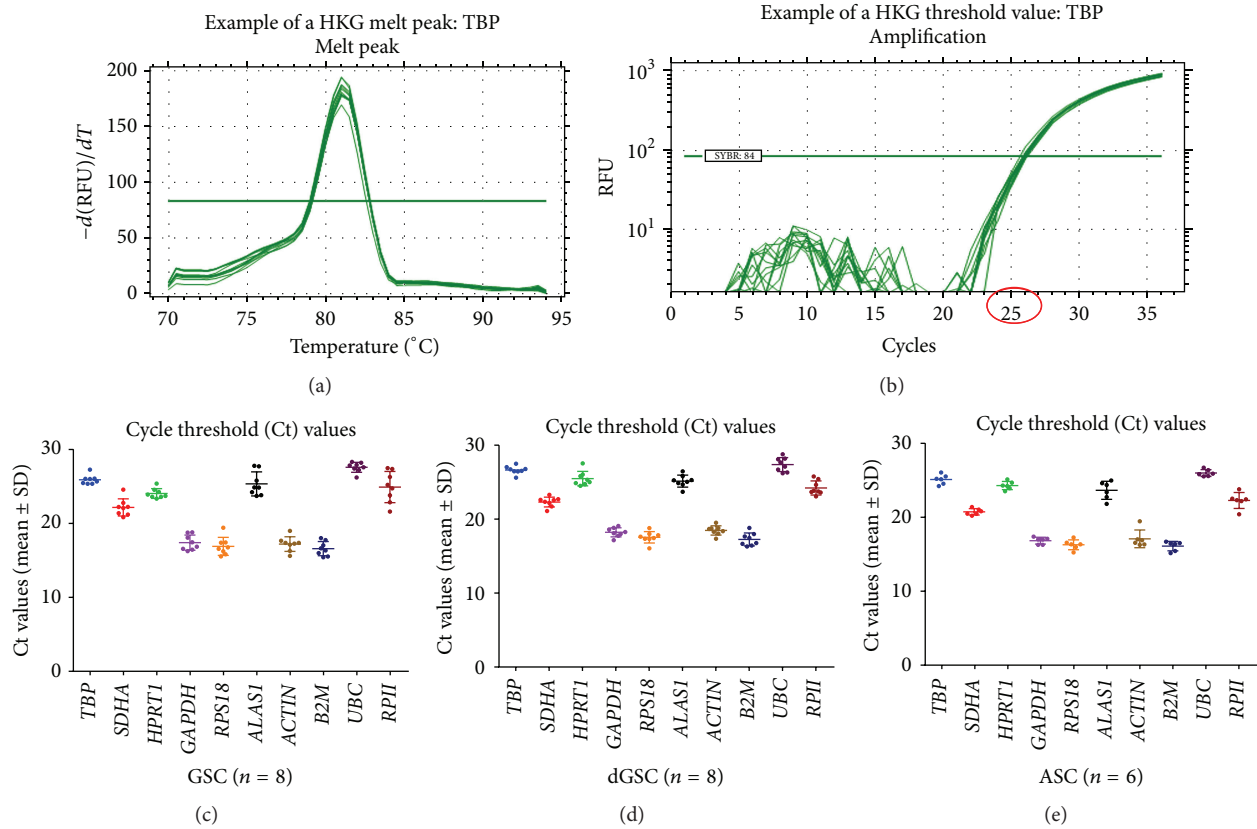 Example of a HKG melt peak: TBP
Melt peak
200
150
100
50
0
−d(RFU)/dT
70 75 80 85 90 95
Temperature (°C)
(a)
Example of a HKG threshold value: TBP
Amplification
10³
10²
10¹
RFU
SYBR: 84
0 5 10 15 20 25 30 35
Cycles
(b)
Cycle threshold (Ct) values
30
20
10
0
Ct values (mean ± SD)
TBP SDHA HPRT1 GAPDH RPS18 ALAS1 ACTIN B2M UBC RPII
GSC (n = 8)
(c)
Cycle threshold (Ct) values
30
20
10
0
Ct values (mean ± SD)
TBP SDHA HPRT1 GAPDH RPS18 ALAS1 ACTIN B2M UBC RPII
dGSC (n = 8)
(d)
Cycle threshold (Ct) values
30
20
10
0
Ct values (mean ± SD)
TBP SDHA HPRT1 GAPDH RPS18 ALAS1 ACTIN B2M UBC RPII
ASC (n = 6)
(e)